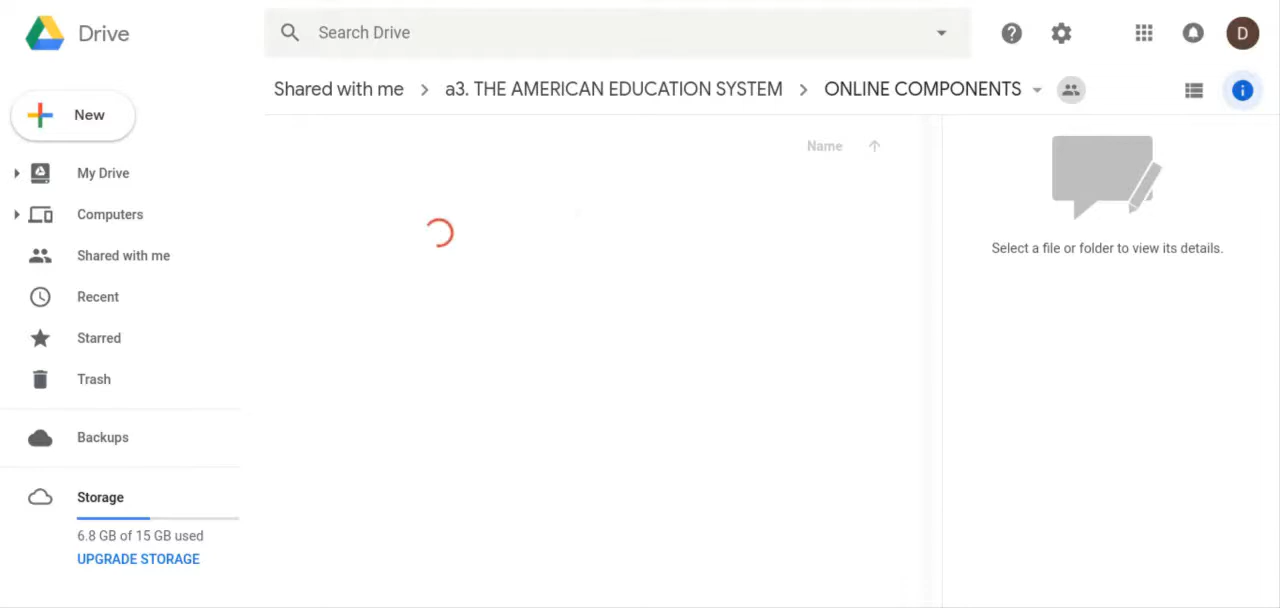 Drive
Search Drive
D
Shared with me > a3. THE AMERICAN EDUCATION SYSTEM > ONLINE COMPONENTS
New
Name
My Drive
Computers
Shared with me
Recent
Starred
Trash
Backups
Storage
6.8 GB of 15 GB used
UPGRADE STORAGE
Select a file or folder to view its details.